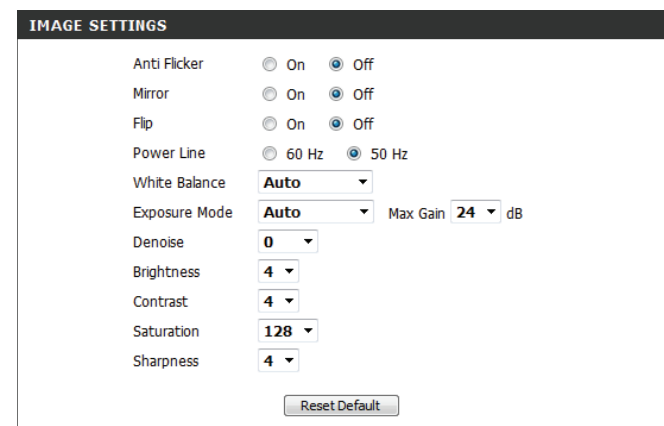 IMAGE SETTINGS
Anti Flicker On Off
Mirror On Off
Flip On Off
Power Line 60 Hz 50 Hz
White Balance Auto
Exposure Mode Auto Max Gain 24 dB
Denoise 0
Brightness 4
Contrast 4
Saturation 128
Sharpness 4
Reset Default